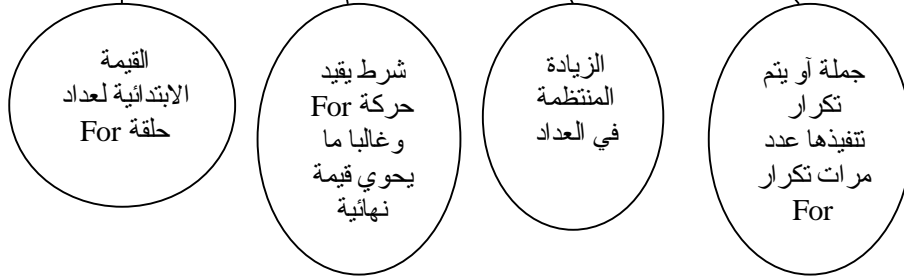 القيمة
الابتدائية لعداد
حلقة For
شرط يقيد
حركة For
وغالبا ما
يحوي قيمة
نهائية
الزيادة
المنتظمة
في العداد
جملة أو يتم
تكرار
تنفيذها عدد
مرات تكرار
For